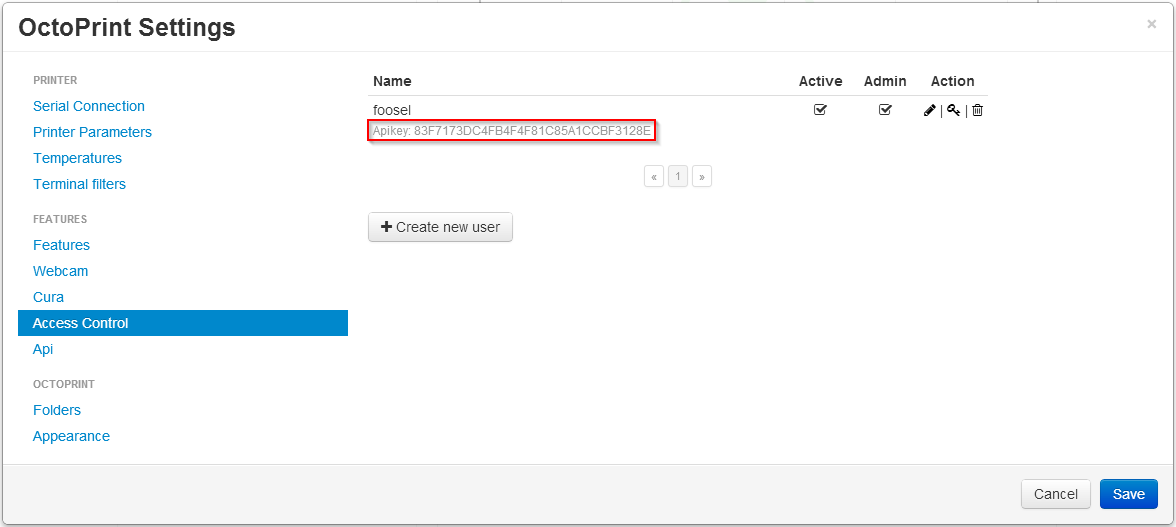 OctoPrint Settings
×
PRINTER
Serial Connection
Printer Parameters
Temperatures
Terminal filters
FEATURES
Features
Webcam
Cura
Access Control
Api
OCTOPRINT
Folders
Appearance
Name Active Admin Action
foosel
| |
Apikey: 83F7173DC4FB4F4F81C85A1CCBF3128E
« 1 »
Create new user
Cancel Save